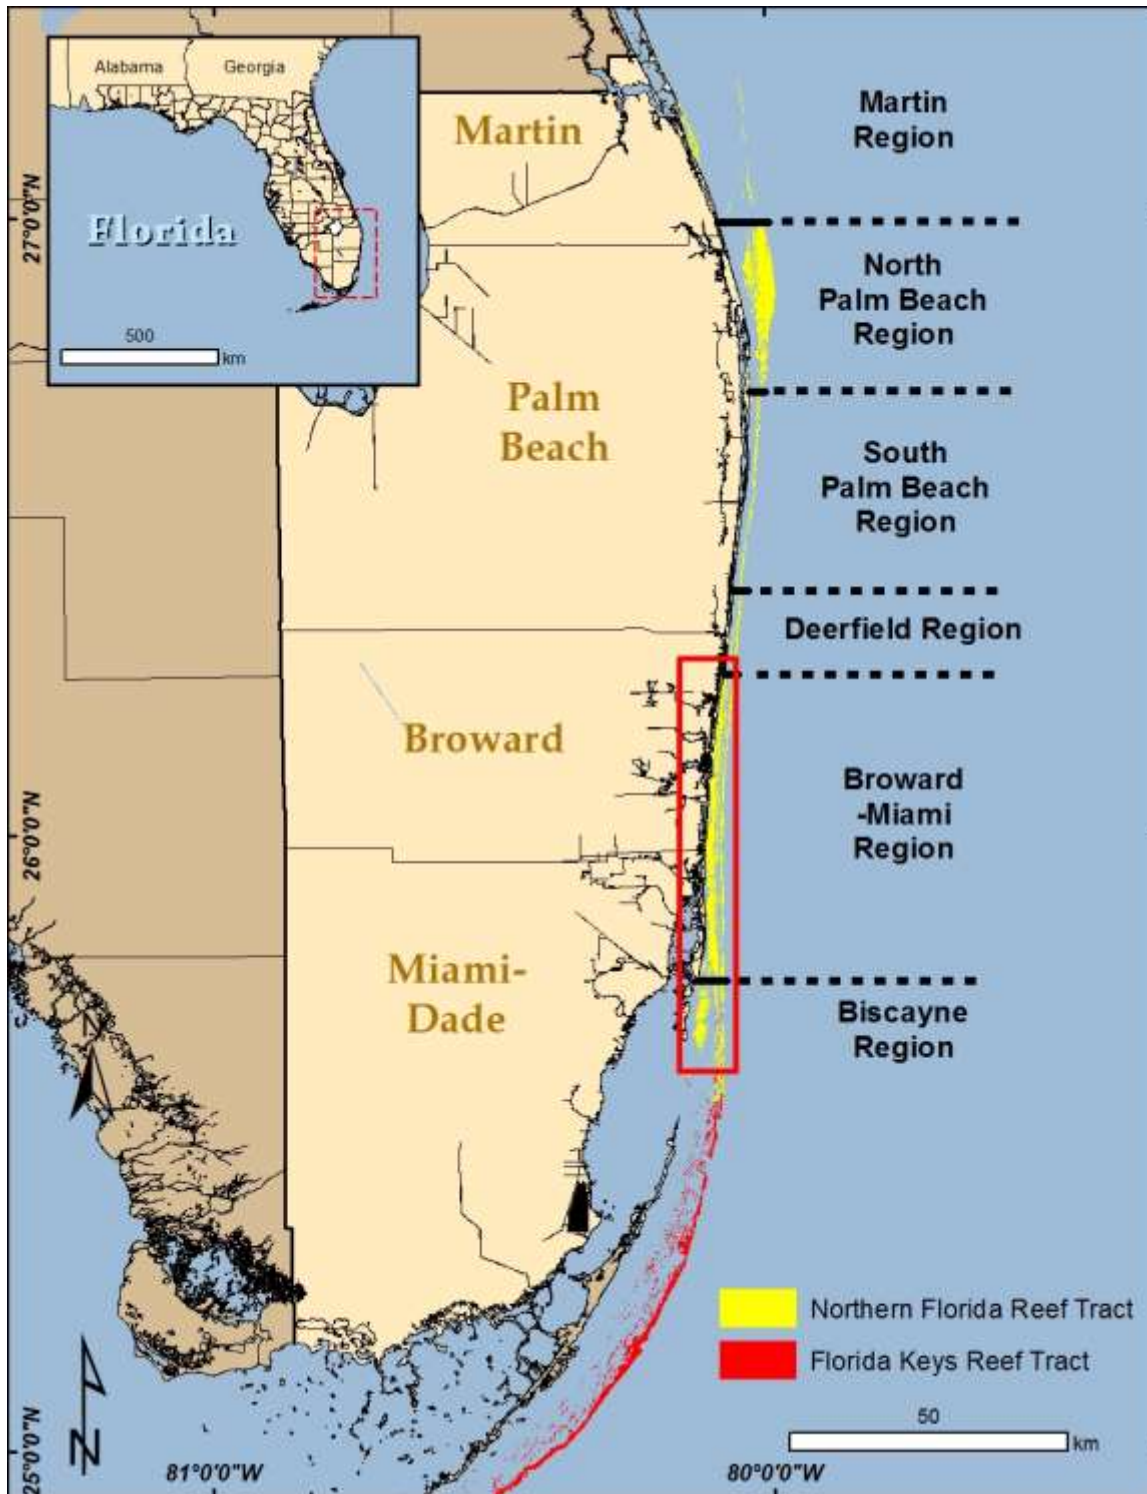 Alabama
Georgia
Florida
500
km
Martin
Palm
Beach
Broward
Miami-
Dade
Martin
Region
North
Palm Beach
Region
South
Palm Beach
Region
Deerfield Region
Broward
-Miami
Region
Biscayne
Region
27°0'0"N
26°0'0"N
25°0'0"N
N
N
Northern Florida Reef Tract
Florida Keys Reef Tract
50
km
81°0'0"W
80°0'0"W